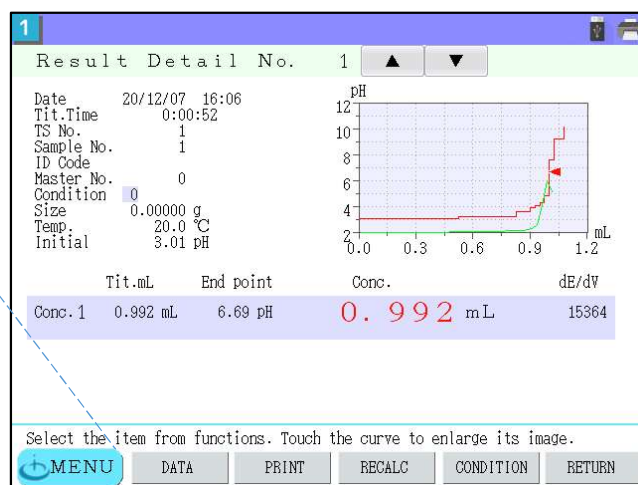 1
Result Detail No. 1 ▲ ▼
Date 20/12/07 16:06
Tit.Time 0:00:52
TS No. 1
Sample No. 1
ID Code
Master No. 0
Condition 0
Size 0.00000 g
Temp. 20.0 ℃
Initial 3.01 pH
pH
12
10
8
6
4
2
0.0 0.3 0.6 0.9 1.2
mL
Tit.mL End point Conc. dE/dV
Conc.1 0.992 mL 6.69 pH 0.992 mL 15364
Select the item from functions. Touch the curve to enlarge its image.
MENU DATA PRINT RECALC CONDITION RETURN